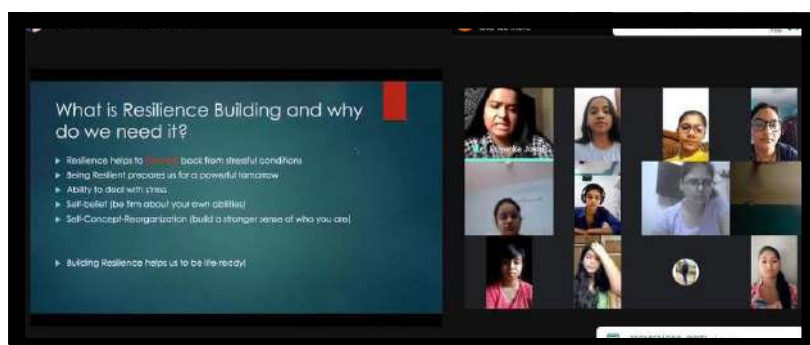 What is Resilience Building and why
do we need it?
Resilience helps to back from stressful conditions
Being Resilient prepares us for a powerful tomorrow
Ability to deal with stress
Self-belief (be firm about your own abilities)
Self-Concept-Reorganization (build a stronger sense of who you are)
Building Resilience helps us to be life ready!